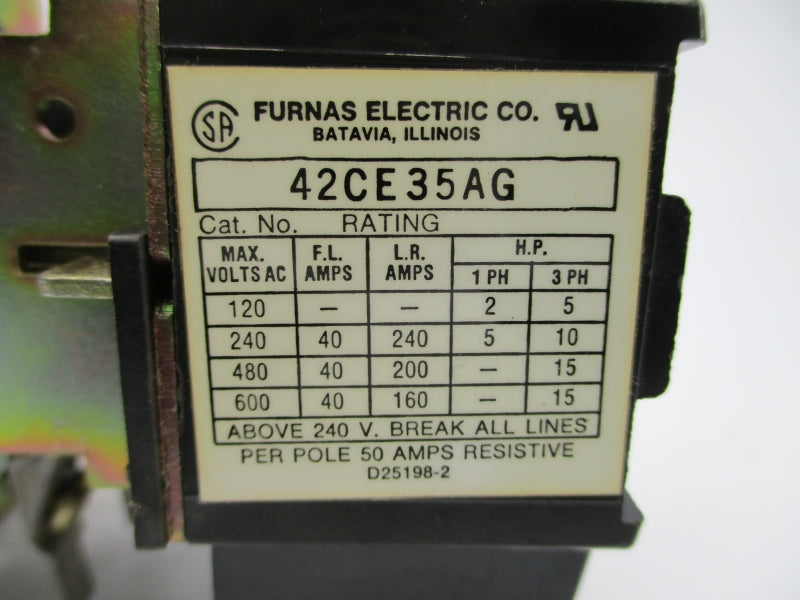 SA FURNAS ELECTRIC CO. RU
BATAVIA, ILLINOIS
42CE35AG
Cat. No. RATING
MAX. VOLTS AC F.L. AMPS L.R. AMPS H.P.
1 PH 3 PH
120 — — 2 5
240 40 240 5 10
480 40 200 — 15
600 40 160 — 15
ABOVE 240 V. BREAK ALL LINES
PER POLE 50 AMPS RESISTIVE
D25198-2